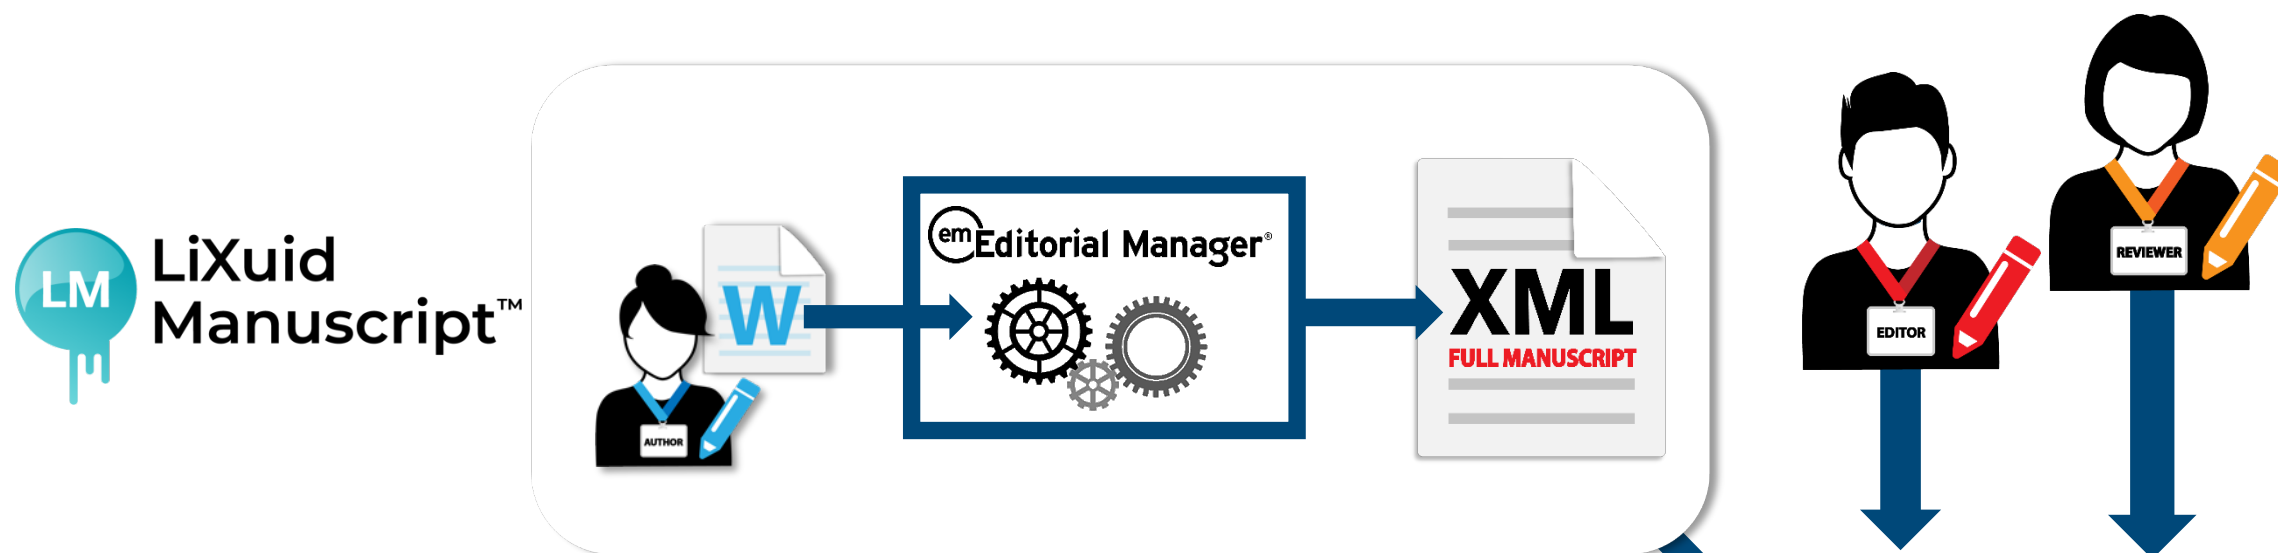 LM
LiXuid
Manuscript™
W
AUTHOR
em Editorial Manager®
XML
FULL MANUSCRIPT
EDITOR
REVIEWER